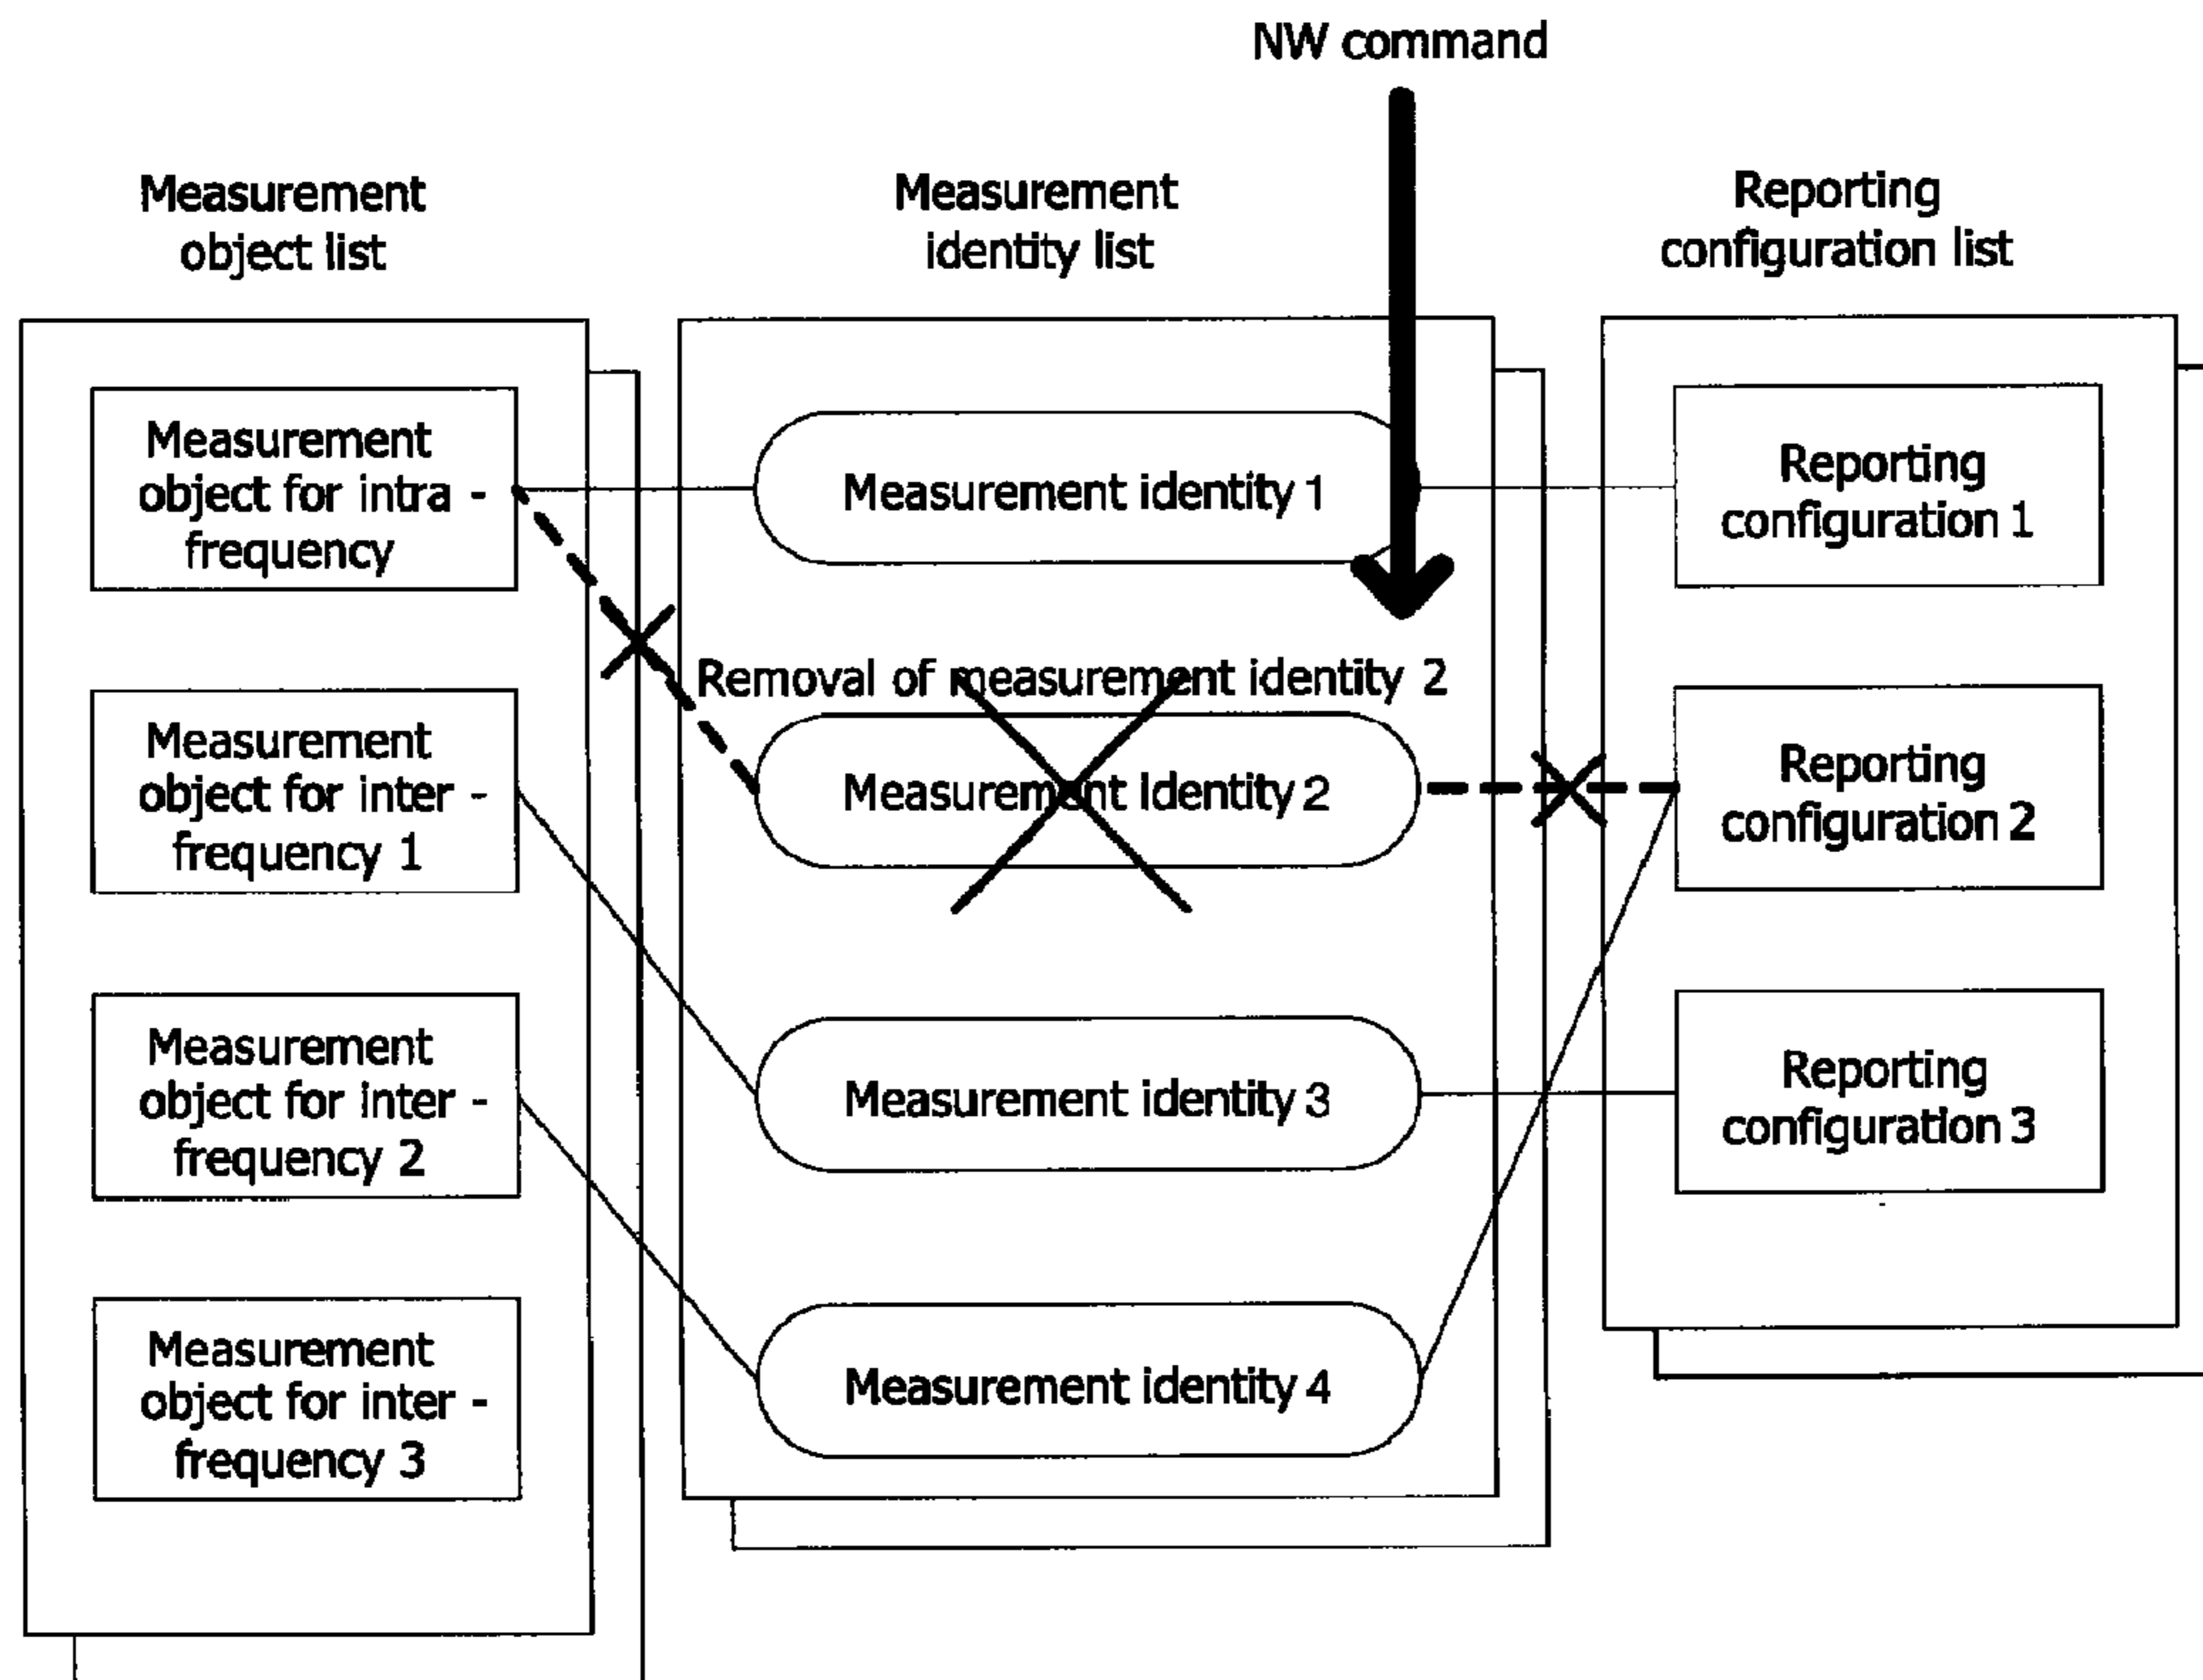 NW command
Measurement
object list
Measurement
identity list
Reporting
configuration list
Measurement
object for intra -
frequency
Measurement identity 1
Reporting
configuration 1
Removal of measurement identity 2
Measurement
object for inter -
frequency 1
Measurement identity 2
Reporting
configuration 2
Measurement
object for inter -
frequency 2
Measurement identity 3
Reporting
configuration 3
Measurement
object for inter -
frequency 3
Measurement identity 4